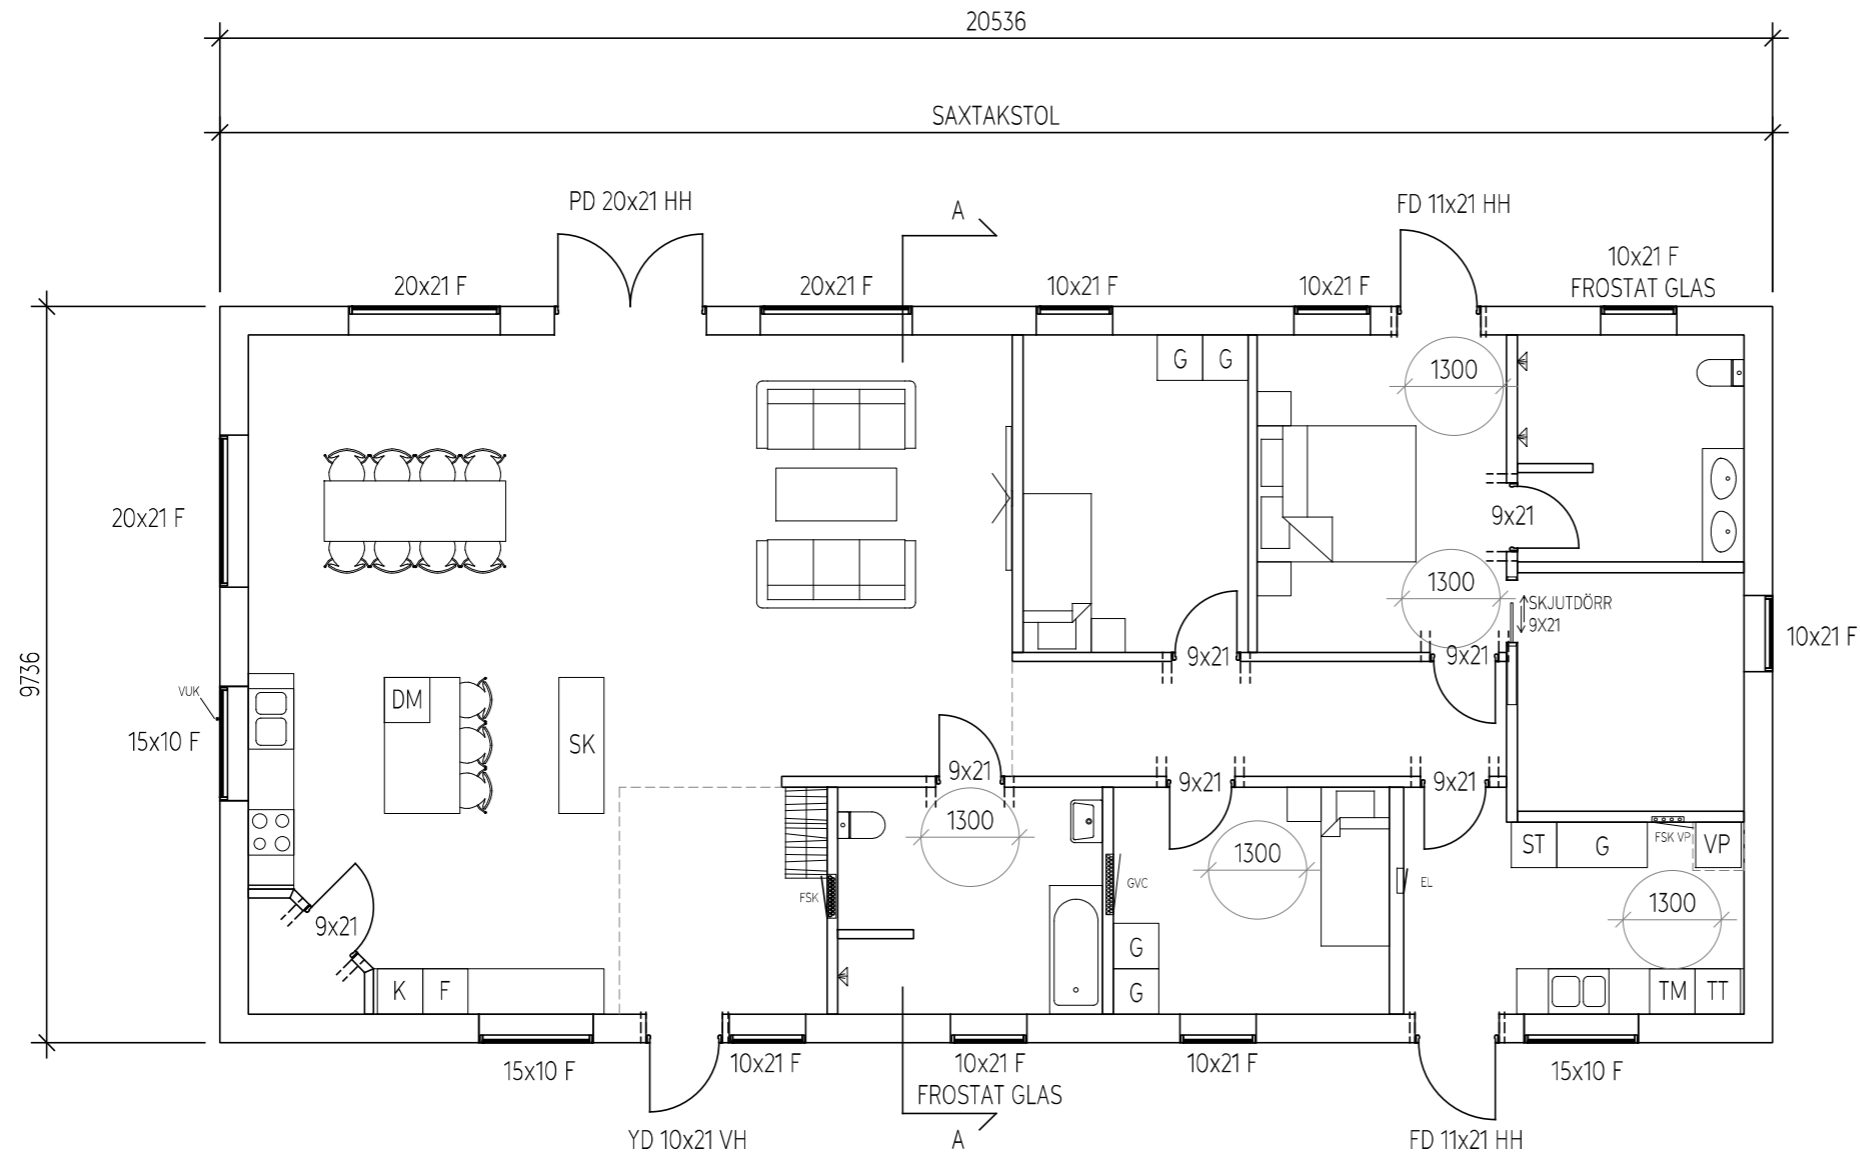 20536
SAXTAKSTOL
PD 20x21 HH
A
FD 11x21 HH
20x21 F
20x21 F
10x21 F
10x21 F
10x21 F
FROSTAT GLAS
G
G
1300
20x21 F
9x21
1300
SKJUTDÖRR
9X21
10x21 F
9736
9x21
9x21
VUK
DM
15x10 F
SK
9x21
9x21
9x21
1300
1300
ST
G
FSK VP
VP
FSK
GVC
EL
1300
9x21
G
K
F
G
TM
TT
15x10 F
10x21 F
10x21 F
FROSTAT GLAS
10x21 F
15x10 F
YD 10x21 VH
A
FD 11x21 HH